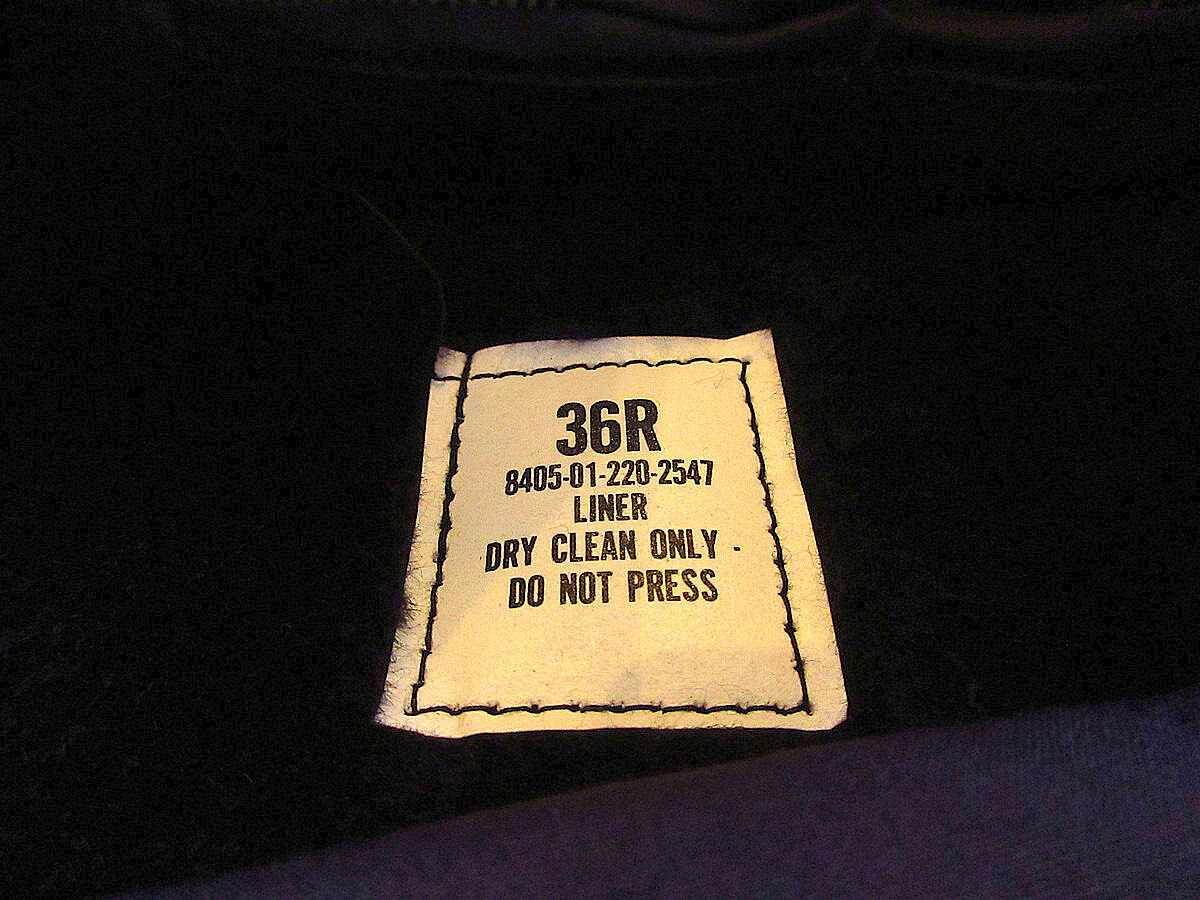 36R
8405-01-220-2547
LINER
DRY CLEAN ONLY -
DO NOT PRESS